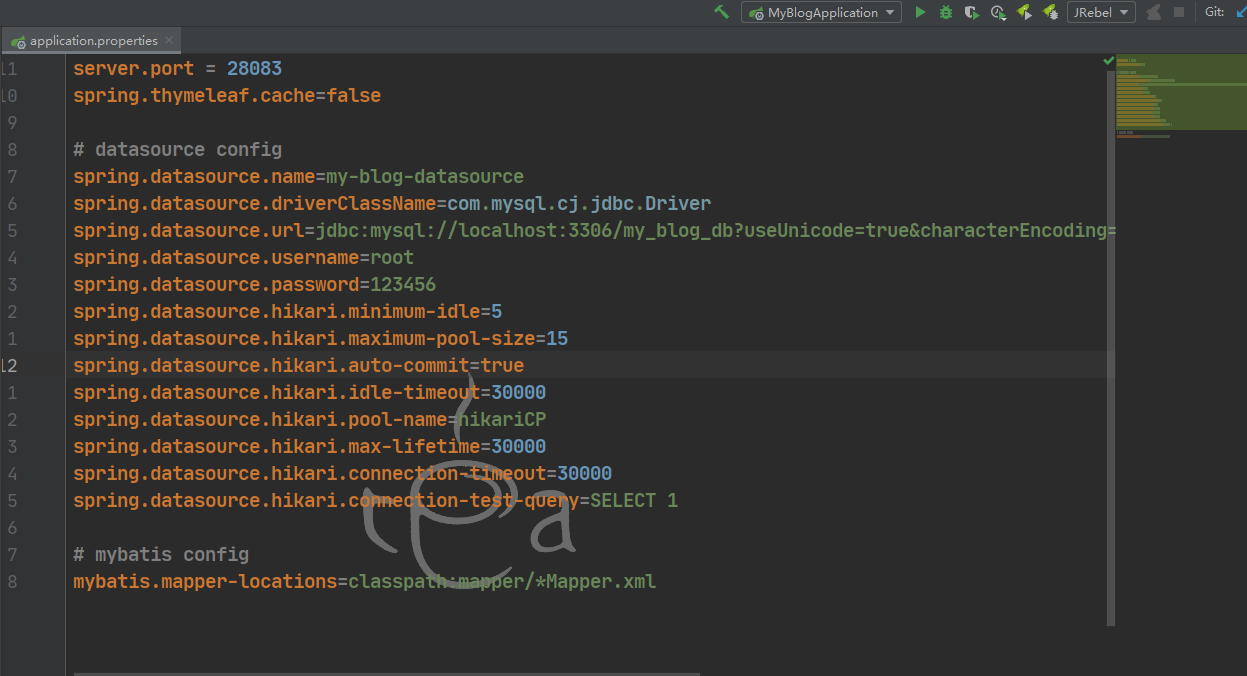 MyBlogApplication
JRebel
Git:
application.properties
11 server.port = 28083
10 spring.thymeleaf.cache=false
9
8 # datasource config
7 spring.datasource.name=my-blog-datasource
6 spring.datasource.driverClassName=com.mysql.cj.jdbc.Driver
5 spring.datasource.url=jdbc:mysql://localhost:3306/my_blog_db?useUnicode=true&characterEncoding=
4 spring.datasource.username=root
3 spring.datasource.password=123456
2 spring.datasource.hikari.minimum-idle=5
1 spring.datasource.hikari.maximum-pool-size=15
12 spring.datasource.hikari.auto-commit=true
1 spring.datasource.hikari.idle-timeout=30000
2 spring.datasource.hikari.pool-name=hikariCP
3 spring.datasource.hikari.max-lifetime=30000
4 spring.datasource.hikari.connection-timeout=30000
5 spring.datasource.hikari.connection-test-query=SELECT 1
6
7 # mybatis config
8 mybatis.mapper-locations=classpath:mapper/*Mapper.xml